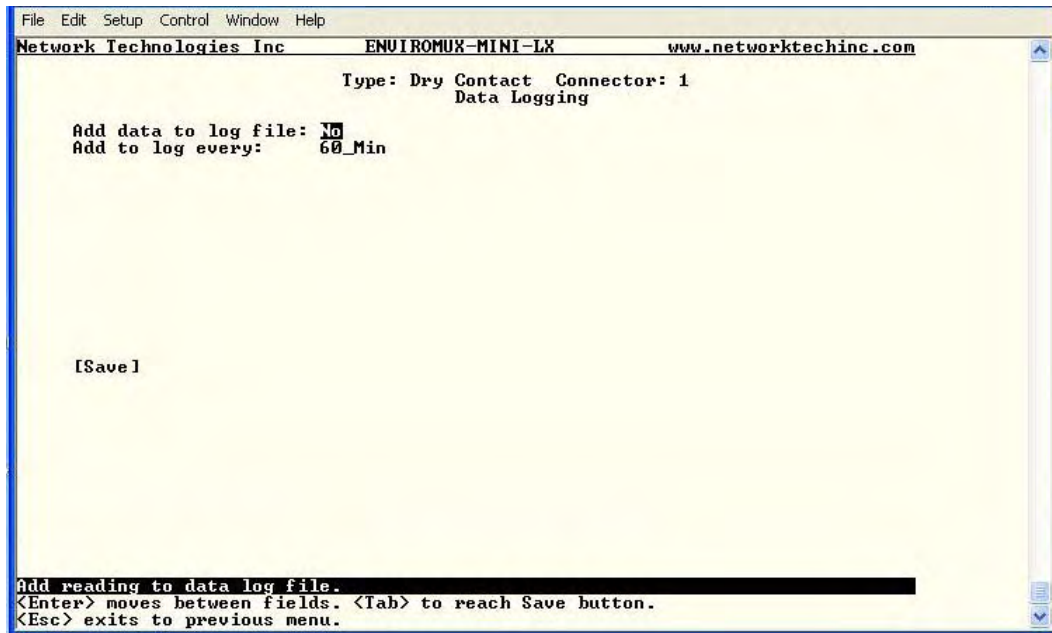 File Edit Setup Control Window Help
Network Technologies Inc ENVIROMUX-MINI-LX www.networktechinc.com
Type: Dry Contact Connector: 1
Data Logging
Add data to log file: No
Add to log every: 60_Min
[Save]
Add reading to data log file.
<Enter> moves between fields. <Tab> to reach Save button.
<Esc> exits to previous menu.